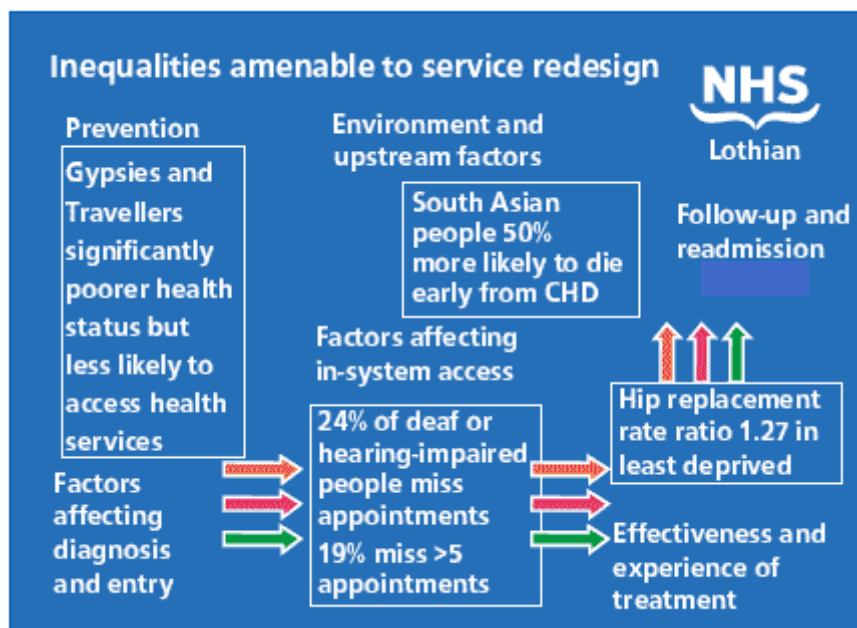 Inequalities amenable to service redesign
NHS
Lothian
Prevention
Gypsies and
Travellers
significantly
poorer health
status but
less likely to
access health
services
Factors
affecting
diagnosis
and entry
Environment and
upstream factors
South Asian
people 50%
more likely to die
early from CHD
Factors affecting
in-system access
24% of deaf or
hearing-impaired
people miss
appointments
19% miss >5
appointments
Follow-up and
readmission
Hip replacement
rate ratio 1.27 in
least deprived
Effectiveness and
experience of
treatment